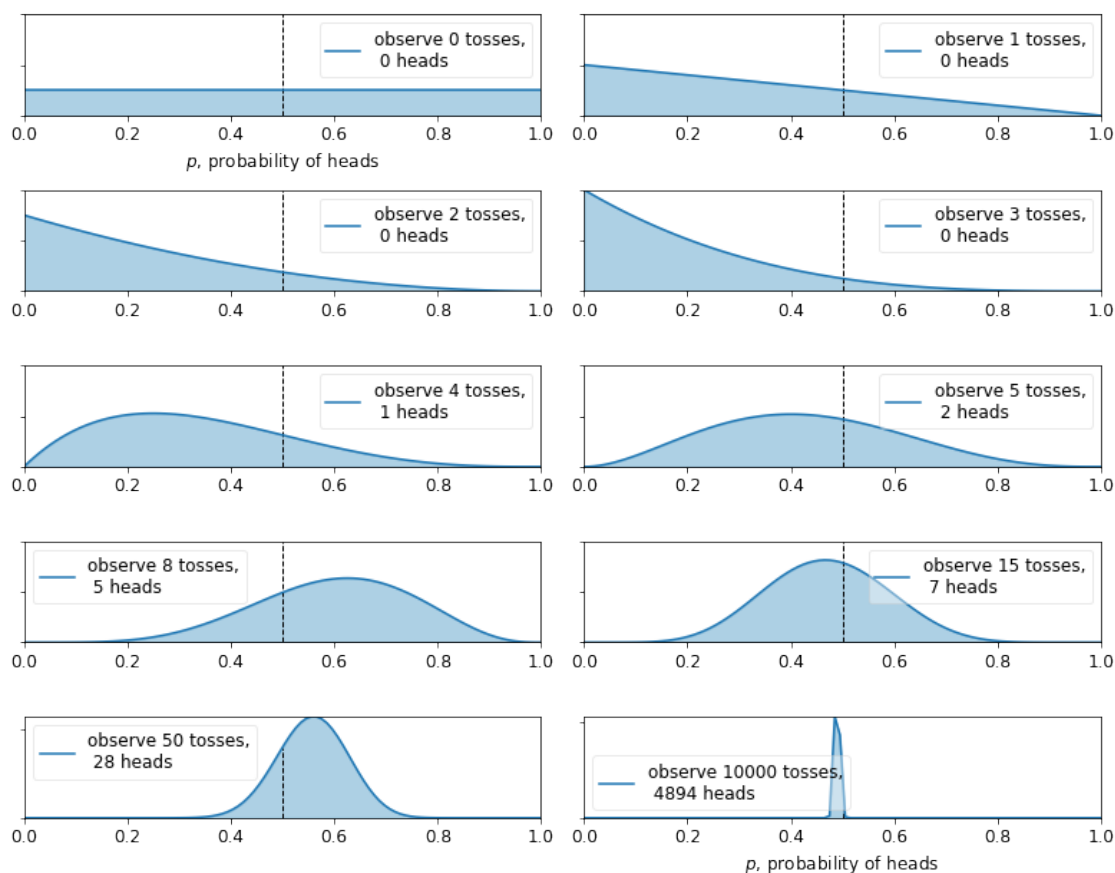 observe 0 tosses,
0 heads
0.0 0.2 0.4 0.6 0.8 1.0
p, probability of heads
observe 1 tosses,
0 heads
0.0 0.2 0.4 0.6 0.8 1.0
observe 2 tosses,
0 heads
0.0 0.2 0.4 0.6 0.8 1.0
observe 3 tosses,
0 heads
0.0 0.2 0.4 0.6 0.8 1.0
observe 4 tosses,
1 heads
0.0 0.2 0.4 0.6 0.8 1.0
observe 5 tosses,
2 heads
0.0 0.2 0.4 0.6 0.8 1.0
observe 8 tosses,
5 heads
0.0 0.2 0.4 0.6 0.8 1.0
observe 15 tosses,
7 heads
0.0 0.2 0.4 0.6 0.8 1.0
observe 50 tosses,
28 heads
0.0 0.2 0.4 0.6 0.8 1.0
observe 10000 tosses,
4894 heads
0.0 0.2 0.4 0.6 0.8 1.0
p, probability of heads